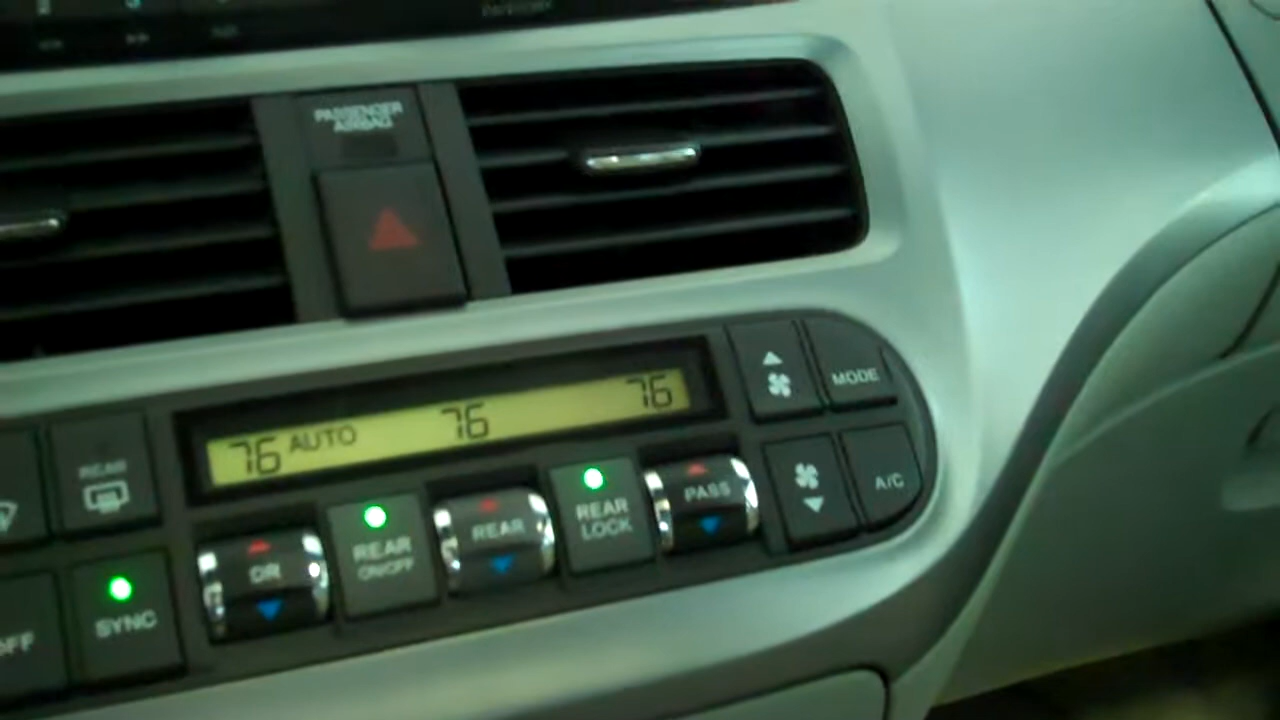 PASSENGER
AIRBAG
76 AUTO 76 76
MODE
A/C
REAR
REAR
ON/OFF
REAR
REAR
LOCK
PASS
DR
SYNC
OFF